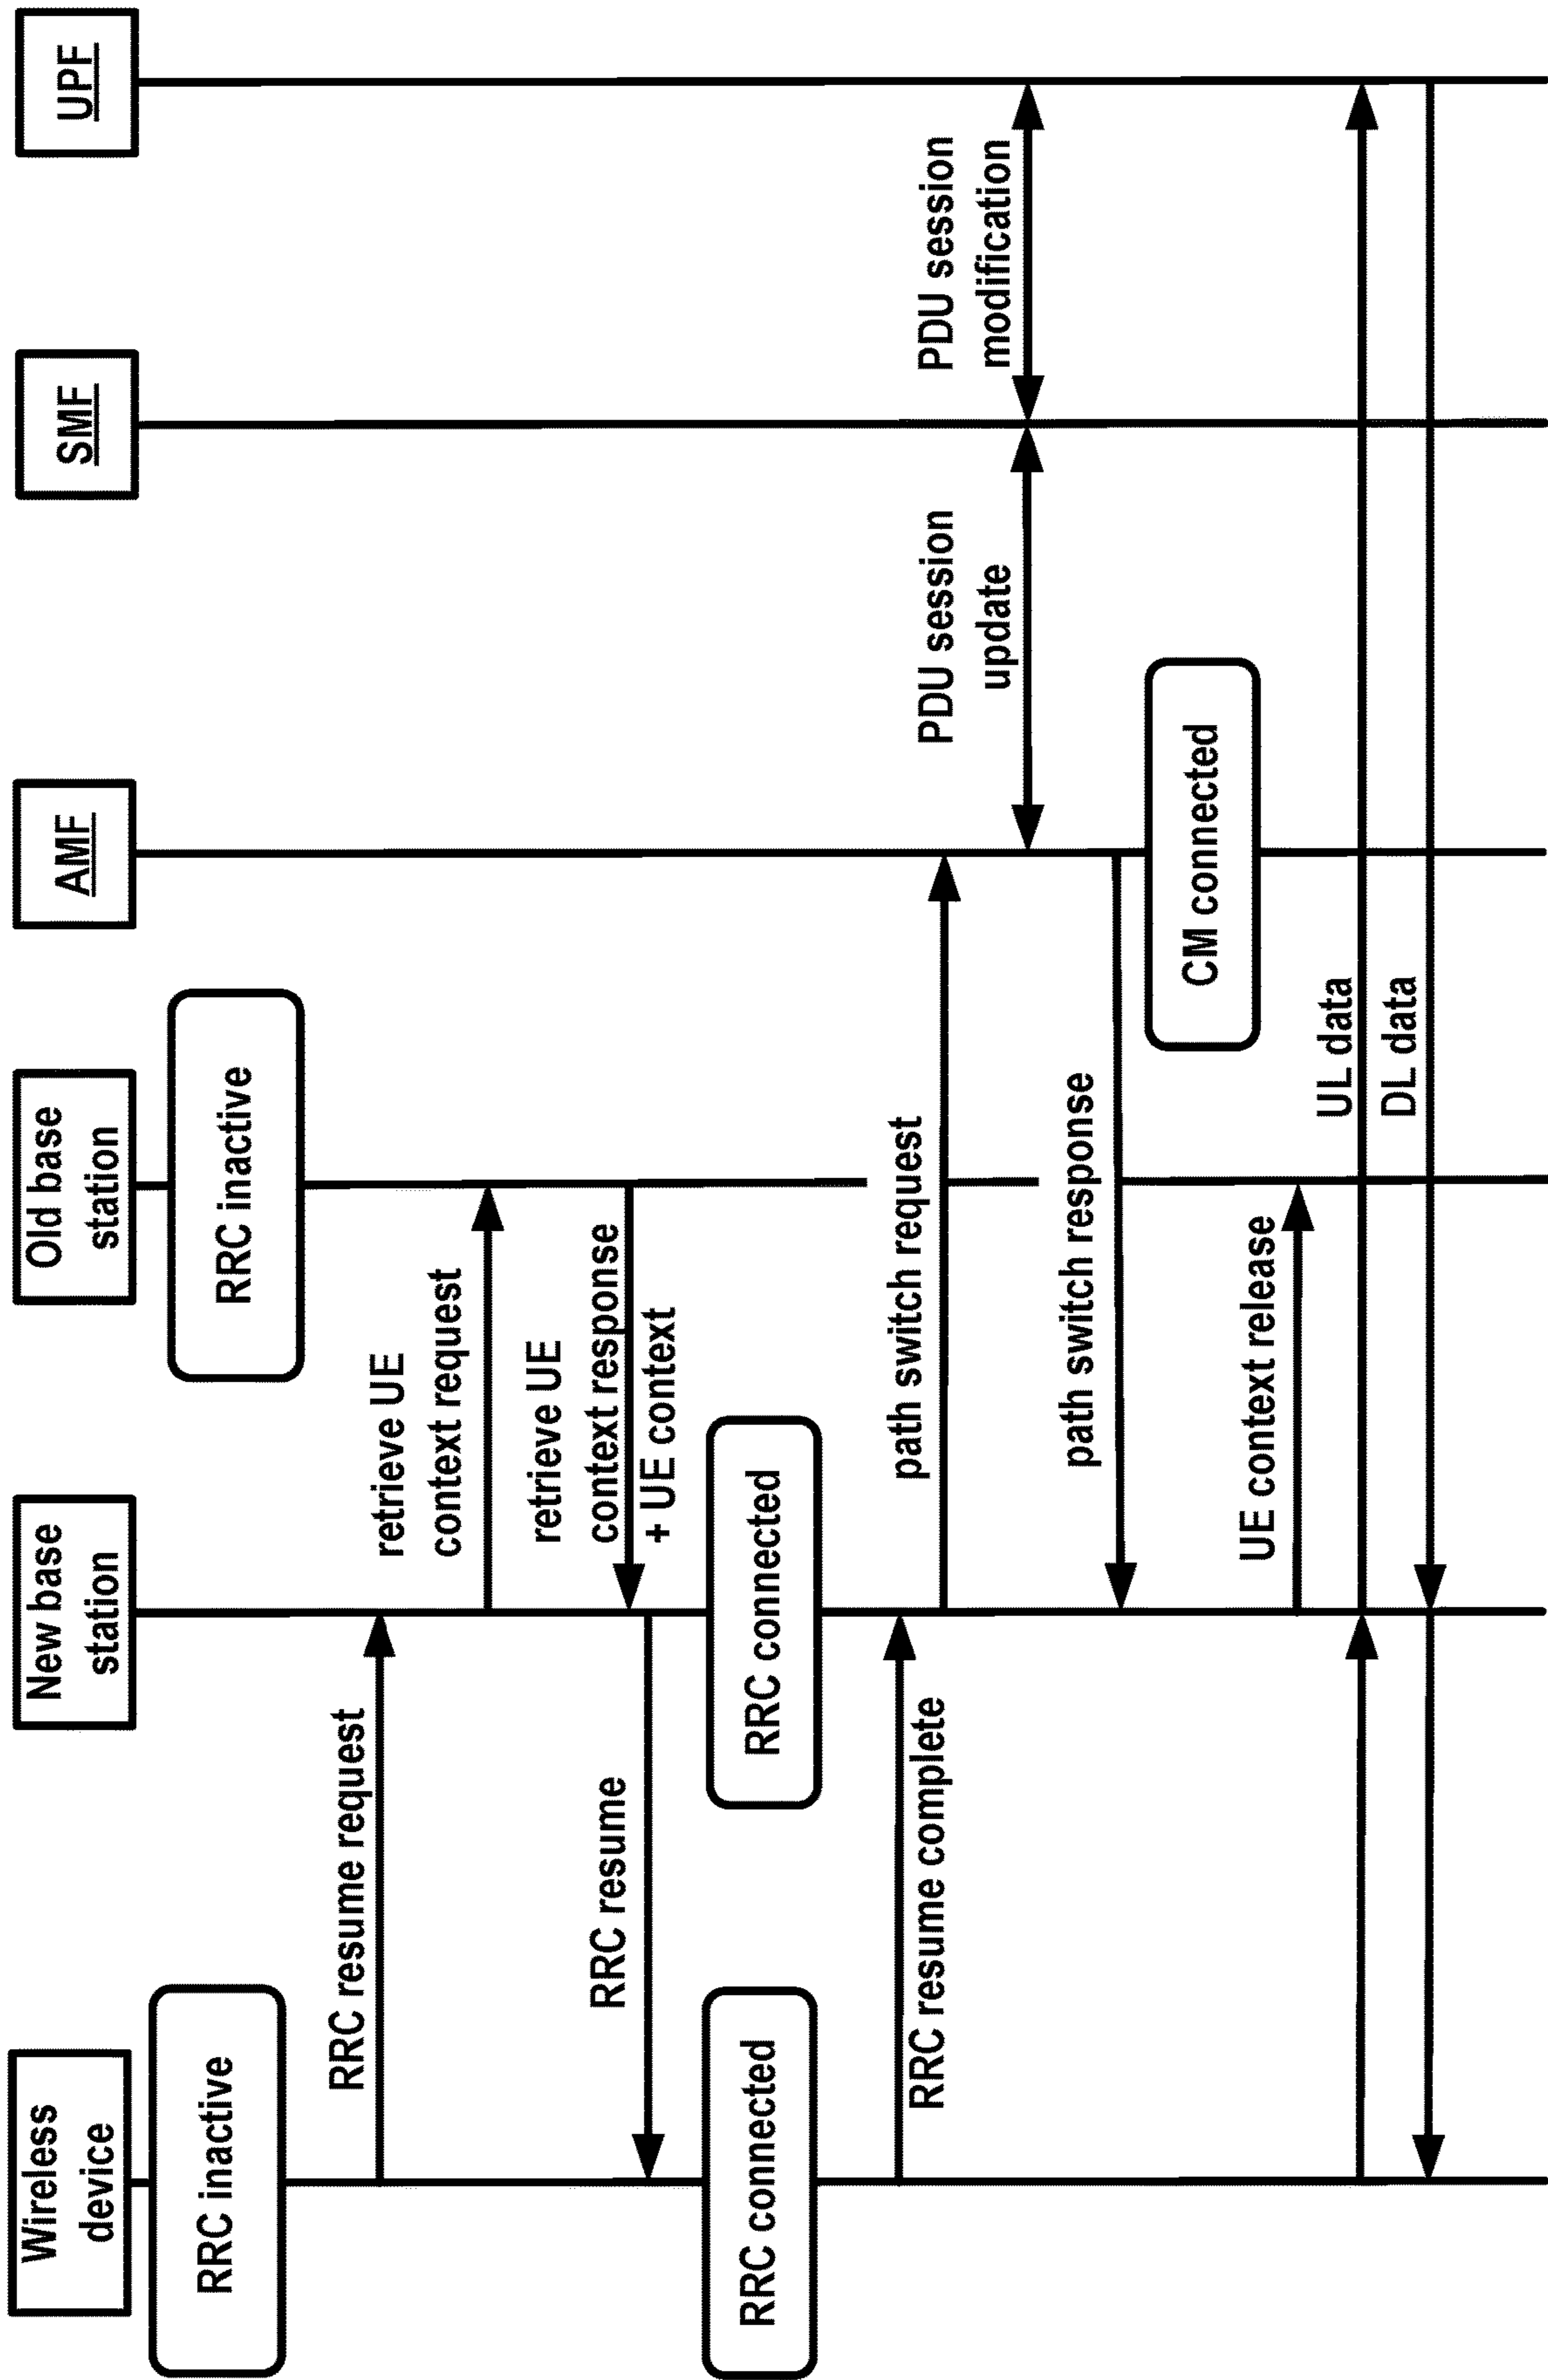 Wireless
device
New base
station
Old base
station
AMF
SMF
UPF
RRC inactive
RRC inactive
RRC resume request
retrieve UE
context request
retrieve UE
context response
+ UE context
RRC resume
RRC connected
RRC connected
RRC resume complete
path switch request
PDU session
update
PDU session
modification
path switch response
CM connected
UE context release
UL data
DL data